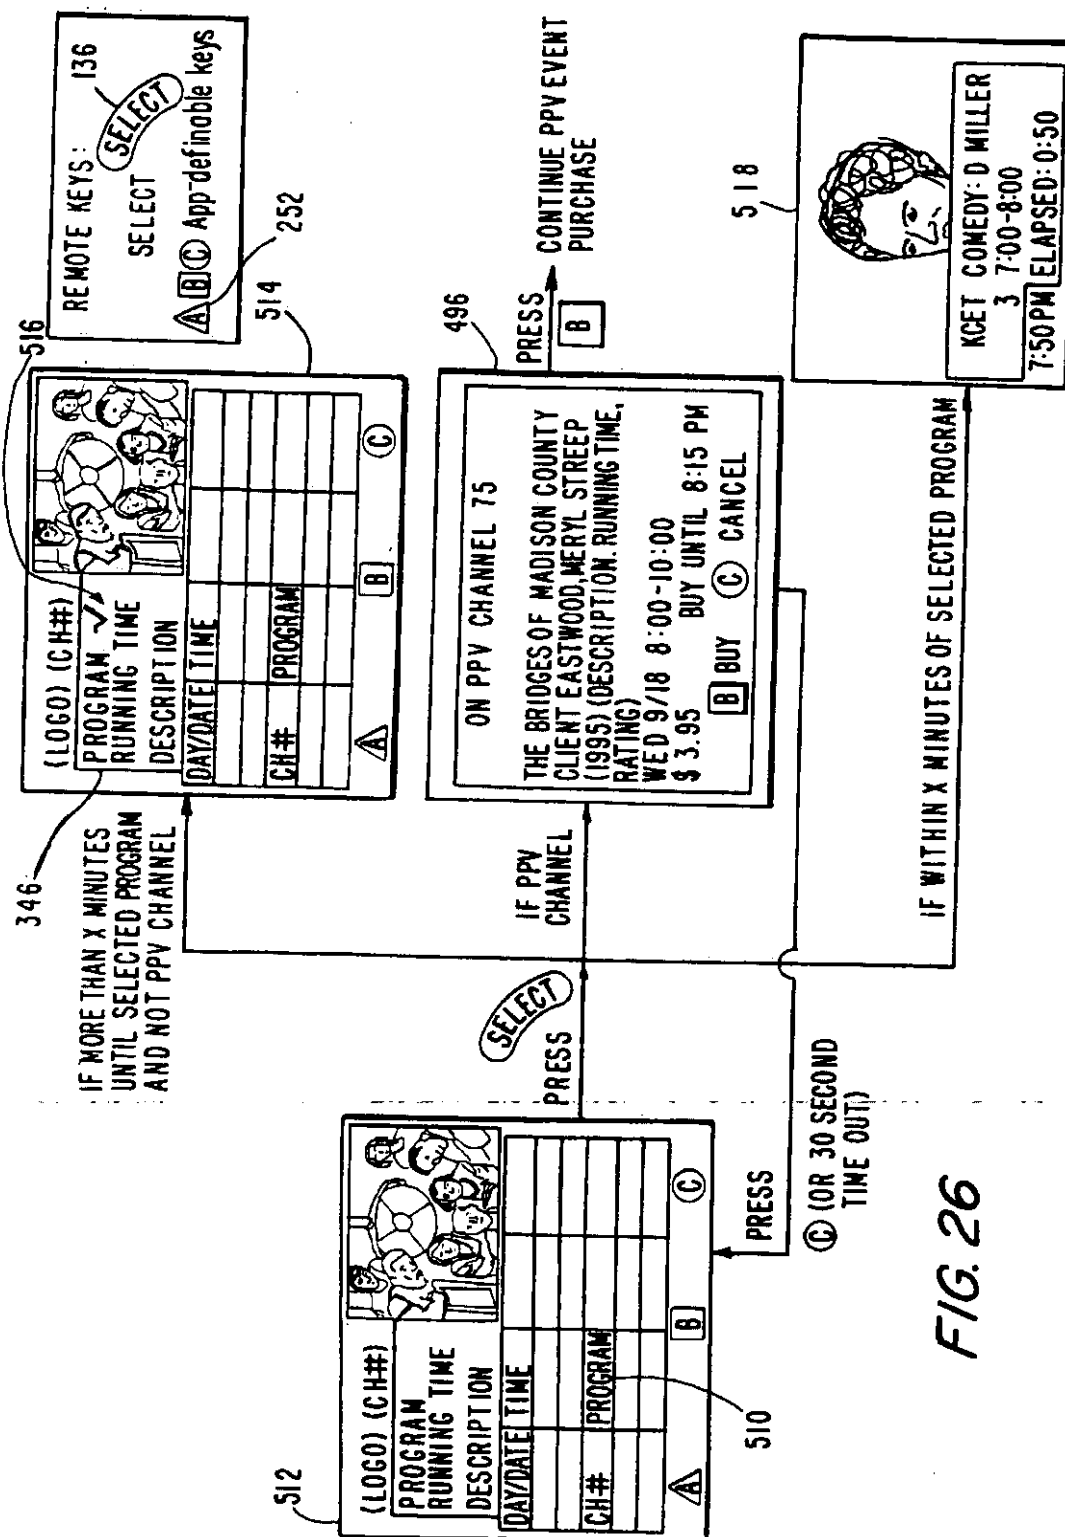 512
(LOGO) (CH#)
PROGRAM
RUNNING TIME
DESCRIPTION
DAY/DATE TIME
CH# PROGRAM
A B C
510
PRESS
SELECT
PRESS
C (OR 30 SECOND
TIME OUT)
346
IF MORE THAN X MINUTES
UNTIL SELECTED PROGRAM
AND NOT PPV CHANNEL
516
(LOGO) (CH#)
PROGRAM ✓
RUNNING TIME
DESCRIPTION
DAY/DATE TIME
CH# PROGRAM
A B C
514
REMOTE KEYS:
136
SELECT
SELECT
A B C App-definable keys
252
IF PPV
CHANNEL
496
ON PPV CHANNEL 75
THE BRIDGES OF MADISON COUNTY
CLIENT EASTWOOD, MERYL STREEP
(1995) (DESCRIPTION. RUNNING TIME,
RATING)
WED 9/18 8:00-10:00
$ 3.95 BUY UNTIL 8:15 PM
B BUY C CANCEL
PRESS
B
CONTINUE PPV EVENT
PURCHASE
IF WITHIN X MINUTES OF SELECTED PROGRAM
518
KCET COMEDY: D MILLER
3 7:00-8:00
7:50PM ELAPSED: 0:50
FIG. 26